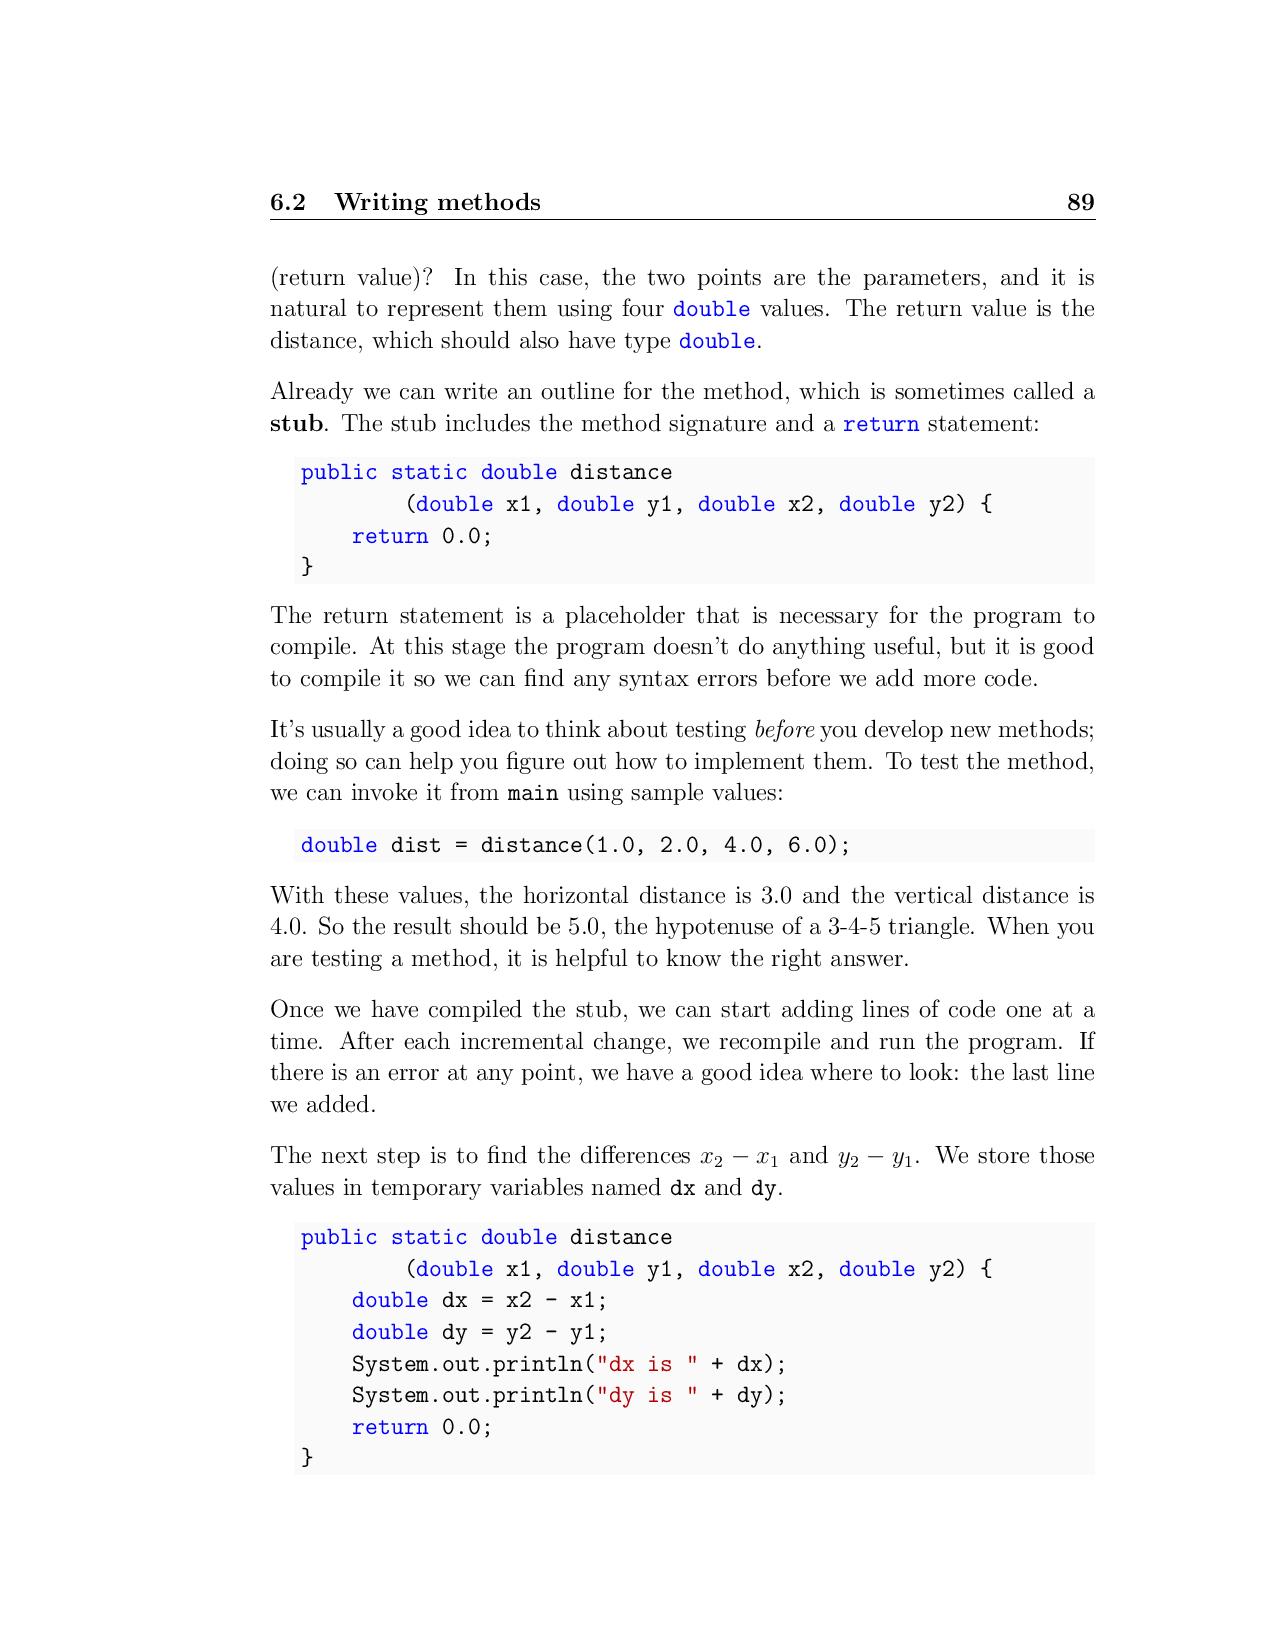 6.2 Writing methods 89
(return value)? In this case, the two points are the parameters, and it is
natural to represent them using four double values. The return value is the
distance, which should also have type double.
Already we can write an outline for the method, which is sometimes called a
stub. The stub includes the method signature and a return statement:
public static double distance
(double x1, double y1, double x2, double y2) {
return 0.0;
}
The return statement is a placeholder that is necessary for the program to
compile. At this stage the program doesn't do anything useful, but it is good
to compile it so we can find any syntax errors before we add more code.
It's usually a good idea to think about testing before you develop new methods;
doing so can help you figure out how to implement them. To test the method,
we can invoke it from main using sample values:
double dist = distance(1.0, 2.0, 4.0, 6.0);
With these values, the horizontal distance is 3.0 and the vertical distance is
4.0. So the result should be 5.0, the hypotenuse of a 3-4-5 triangle. When you
are testing a method, it is helpful to know the right answer.
Once we have compiled the stub, we can start adding lines of code one at a
time. After each incremental change, we recompile and run the program. If
there is an error at any point, we have a good idea where to look: the last line
we added.
The next step is to find the differences x₂ − x₁ and y₂ − y₁. We store those
values in temporary variables named dx and dy.
public static double distance
(double x1, double y1, double x2, double y2) {
double dx = x2 - x1;
double dy = y2 - y1;
System.out.println("dx is " + dx);
System.out.println("dy is " + dy);
return 0.0;
}